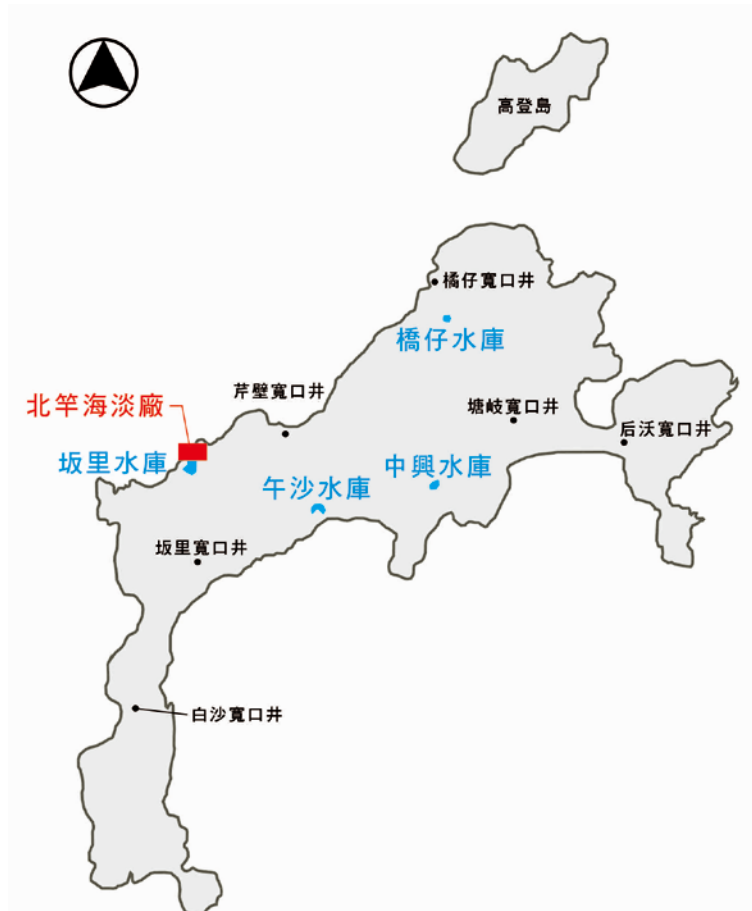 高登島
橘仔寬口井
橋仔水庫
芹壁寬口井
北竿海淡廠
塘岐寬口井
后沃寬口井
坂里水庫
中興水庫
午沙水庫
坂里寬口井
白沙寬口井